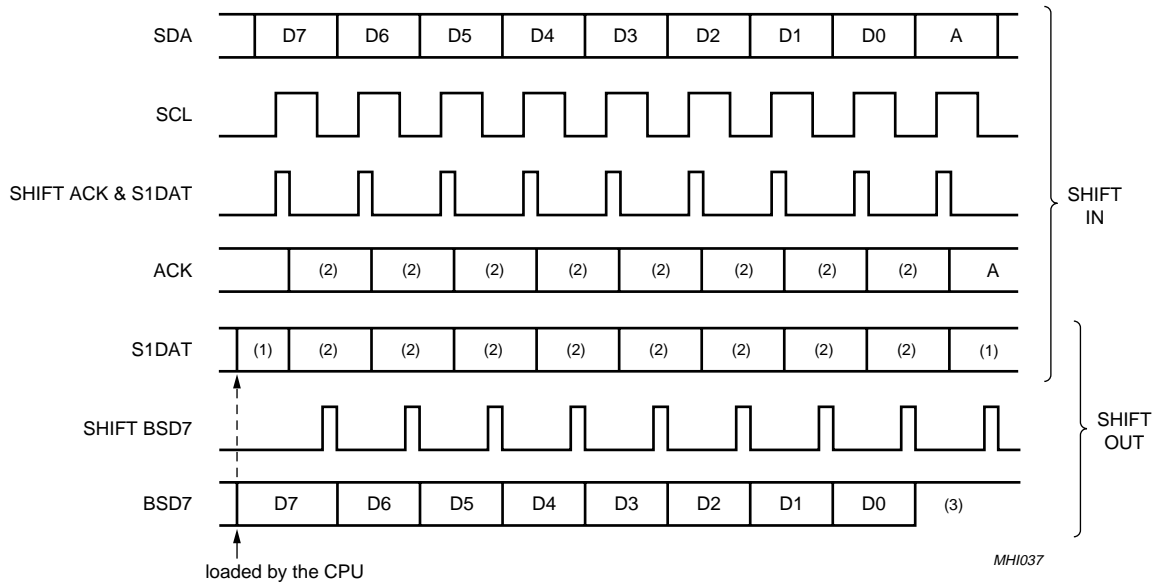 SDA D7 D6 D5 D4 D3 D2 D1 D0 A
SCL
SHIFT ACK & S1DAT
SHIFT
IN
ACK (2) (2) (2) (2) (2) (2) (2) (2) A
S1DAT (1) (2) (2) (2) (2) (2) (2) (2) (2) (1)
SHIFT BSD7
SHIFT
OUT
BSD7 D7 D6 D5 D4 D3 D2 D1 D0 (3)
loaded by the CPU
MHI037